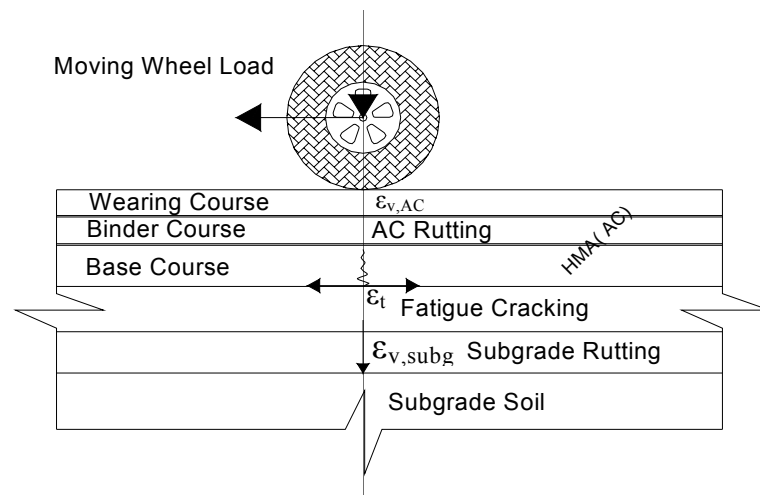 Moving Wheel Load
Wearing Course εv,AC
Binder Course AC Rutting
HMA( AC)
Base Course
εt Fatigue Cracking
εv,subg Subgrade Rutting
Subgrade Soil